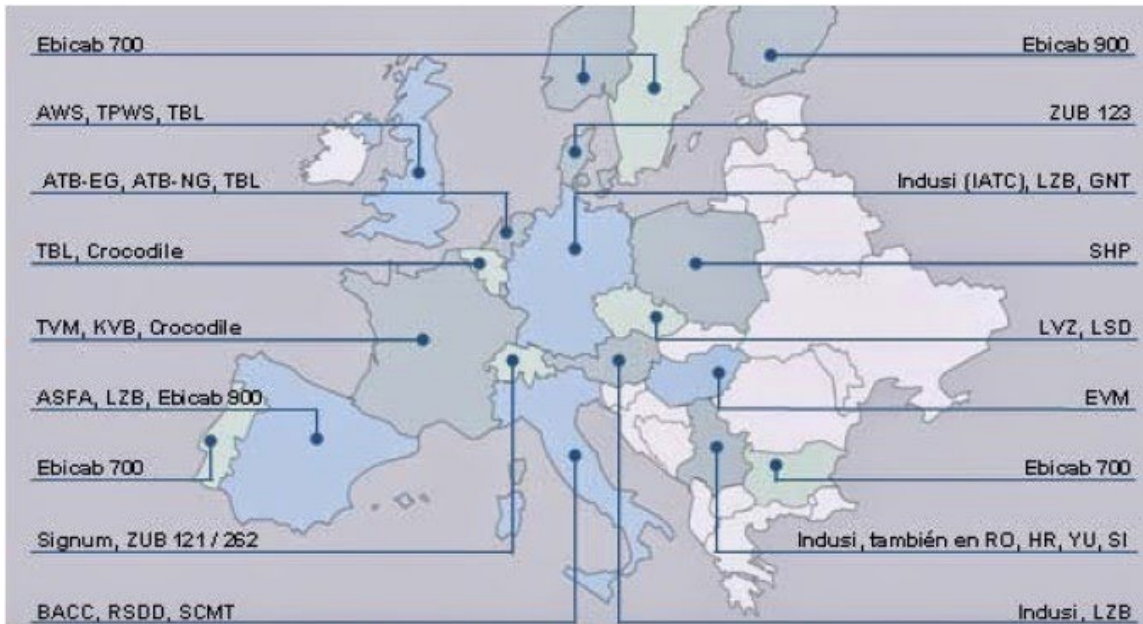 Ebicab 700
Ebicab 900
AWS, TPWS, TBL
ZUB 123
ATB-EG, ATB-NG, TBL
Indusi (IATC), LZB, GNT
TBL, Crocodile
SHP
TVM, KVB, Crocodile
LVZ, LSD
ASFA, LZB, Ebicab 900
EVM
Ebicab 700
Ebicab 700
Signum, ZUB 121 / 262
Indusi, también en RO, HR, YU, SI
BACC, RSDD, SCMT
Indusi, LZB